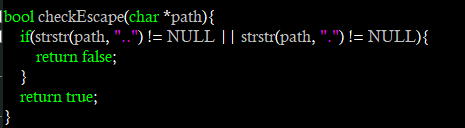 bool checkEscape(char *path){
if(strstr(path, "..") != NULL || strstr(path, ".") != NULL){
return false;
}
return true;
}